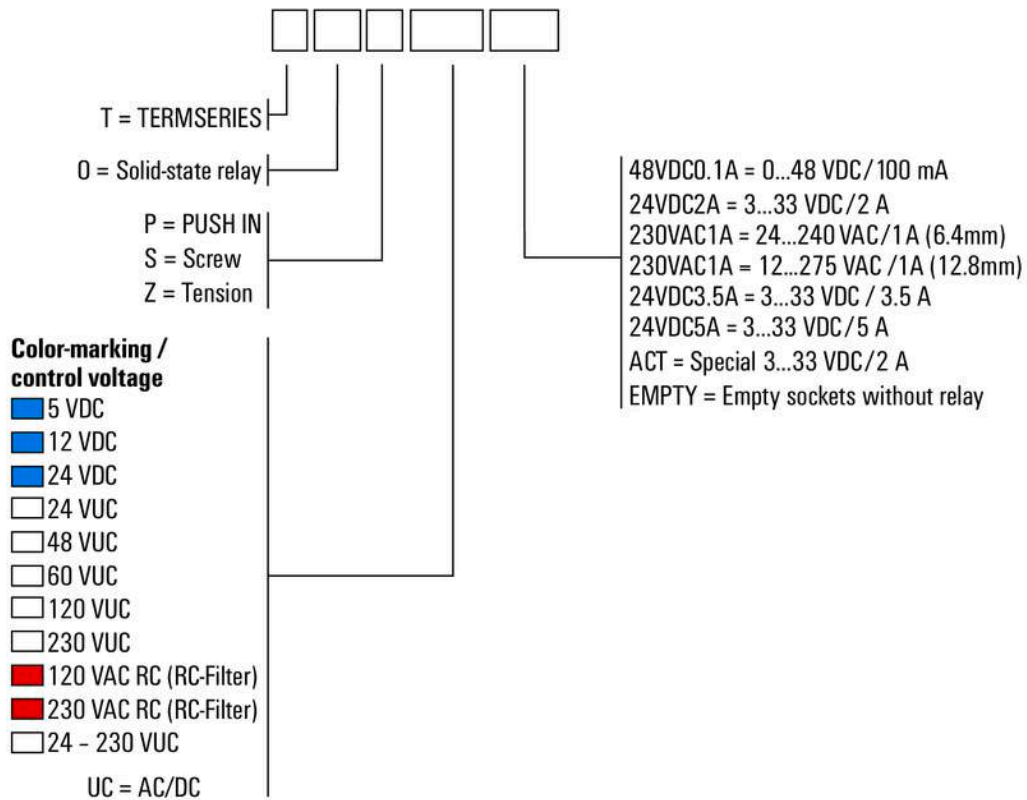 T = TERMSERIES
O = Solid-state relay
P = PUSH IN
S = Screw
Z = Tension
Color-marking /
control voltage
5 VDC
12 VDC
24 VDC
24 VUC
48 VUC
60 VUC
120 VUC
230 VUC
120 VAC RC (RC-Filter)
230 VAC RC (RC-Filter)
24 – 230 VUC
UC = AC/DC
48VDC0.1A = 0...48 VDC/100 mA
24VDC2A = 3...33 VDC/2 A
230VAC1A = 24...240 VAC/1A (6.4mm)
230VAC1A = 12...275 VAC /1A (12.8mm)
24VDC3.5A = 3...33 VDC / 3.5 A
24VDC5A = 3...33 VDC/5 A
ACT = Special 3...33 VDC/2 A
EMPTY = Empty sockets without relay